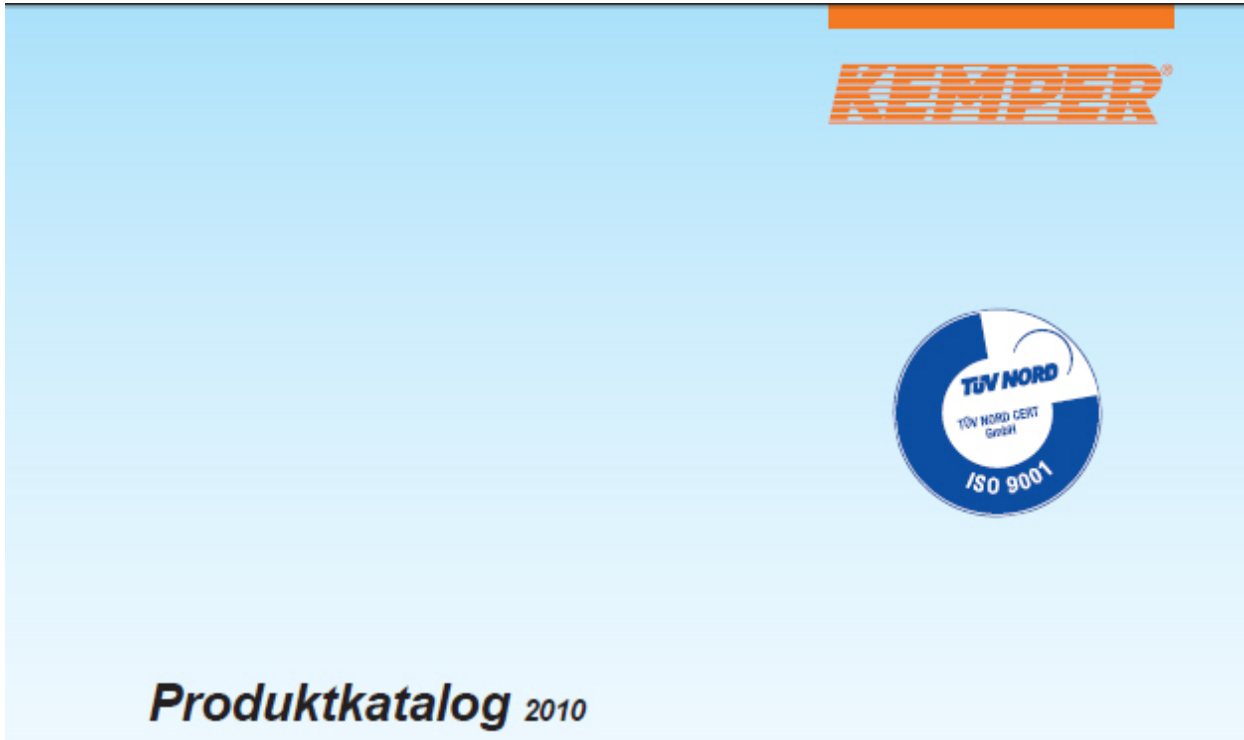 KEMPER®
TÜV NORD
TÜV NORD CERT
GmbH
ISO 9001
Produktkatalog 2010